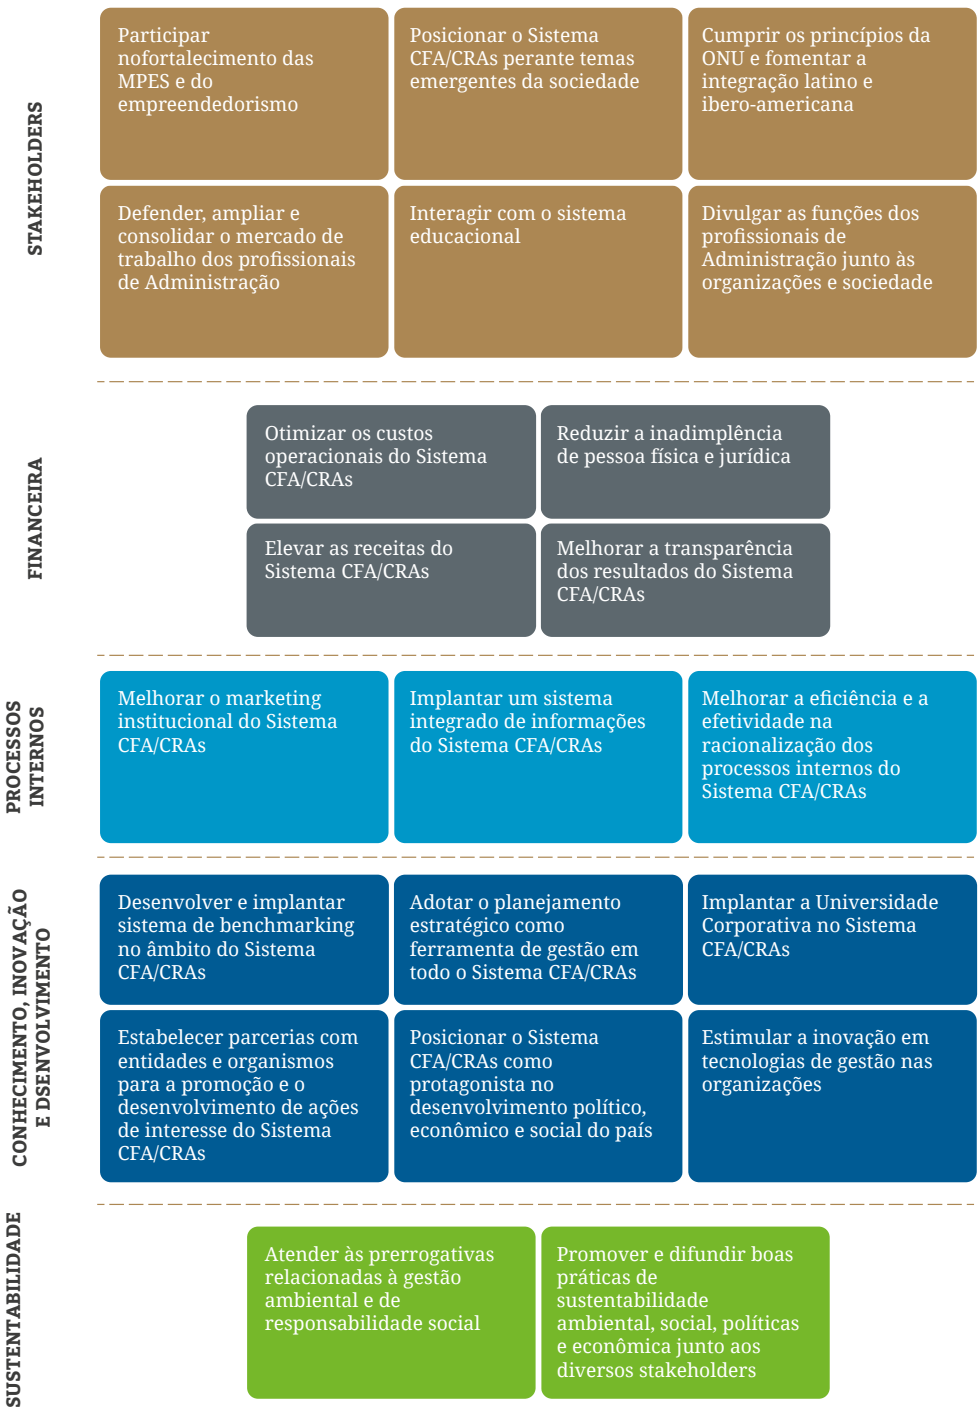 STAKEHOLDERS
Participar
nofortalecimento das
MPES e do
empreendedorismo
Posicionar o Sistema
CFA/CRAs perante temas
emergentes da sociedade
Cumprir os princípios da
ONU e fomentar a
integração latino e
ibero-americana
Defender, ampliar e
consolidar o mercado de
trabalho dos profissionais
de Administração
Interagir com o sistema
educacional
Divulgar as funções dos
profissionais de
Administração junto às
organizações e sociedade
FINANCEIRA
Otimizar os custos
operacionais do Sistema
CFA/CRAs
Reduzir a inadimplência
de pessoa física e jurídica
Elevar as receitas do
Sistema CFA/CRAs
Melhorar a transparência
dos resultados do Sistema
CFA/CRAs
PROCESSOS
INTERNOS
Melhorar o marketing
institucional do Sistema
CFA/CRAs
Implantar um sistema
integrado de informações
do Sistema CFA/CRAs
Melhorar a eficiência e a
efetividade na
racionalização dos
processos internos do
Sistema CFA/CRAs
CONHECIMENTO, INOVAÇÃO
E DSENVOLVIMENTO
Desenvolver e implantar
sistema de benchmarking
no âmbito do Sistema
CFA/CRAs
Adotar o planejamento
estratégico como
ferramenta de gestão em
todo o Sistema CFA/CRAs
Implantar a Universidade
Corporativa no Sistema
CFA/CRAs
Estabelecer parcerias com
entidades e organismos
para a promoção e o
desenvolvimento de ações
de interesse do Sistema
CFA/CRAs
Posicionar o Sistema
CFA/CRAs como
protagonista no
desenvolvimento político,
econômico e social do país
Estimular a inovação em
tecnologias de gestão nas
organizações
SUSTENTABILIDADE
Atender às prerrogativas
relacionadas à gestão
ambiental e de
responsabilidade social
Promover e difundir boas
práticas de
sustentabilidade
ambiental, social, políticas
e econômica junto aos
diversos stakeholders